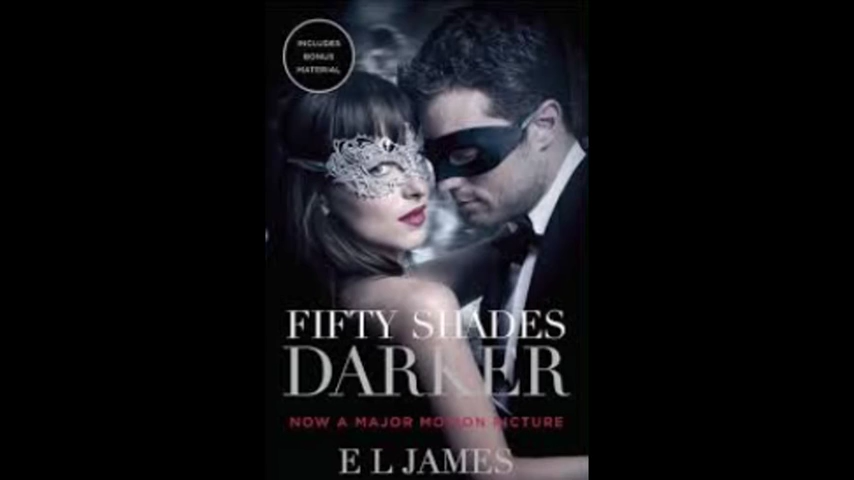 INCLUDES
BONUS
MATERIAL
FIFTY SHADES
DARKER
NOW A MAJOR MOTION PICTURE
E L JAMES